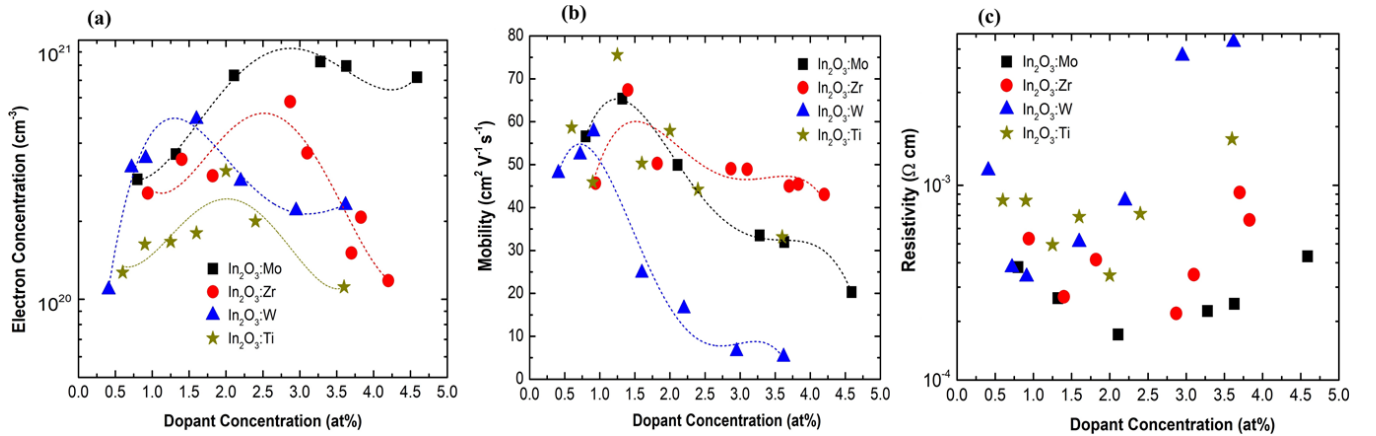 (a)
Electron Concentration (cm⁻³)
10²¹
10²⁰
In₂O₃:Mo
In₂O₃:Zr
In₂O₃:W
In₂O₃:Ti
0.0 0.5 1.0 1.5 2.0 2.5 3.0 3.5 4.0 4.5 5.0
Dopant Concentration (at%)
(b)
Mobility (cm² V⁻¹ s⁻¹)
80
70
60
50
40
30
20
10
0
In₂O₃:Mo
In₂O₃:Zr
In₂O₃:W
In₂O₃:Ti
0.0 0.5 1.0 1.5 2.0 2.5 3.0 3.5 4.0 4.5 5.0
Dopant Concentration (at%)
(c)
Resistivity (Ω cm)
10⁻³
10⁻⁴
In₂O₃:Mo
In₂O₃:Zr
In₂O₃:W
In₂O₃:Ti
0.0 0.5 1.0 1.5 2.0 2.5 3.0 3.5 4.0 4.5 5.0
Dopant Concentration (at%)